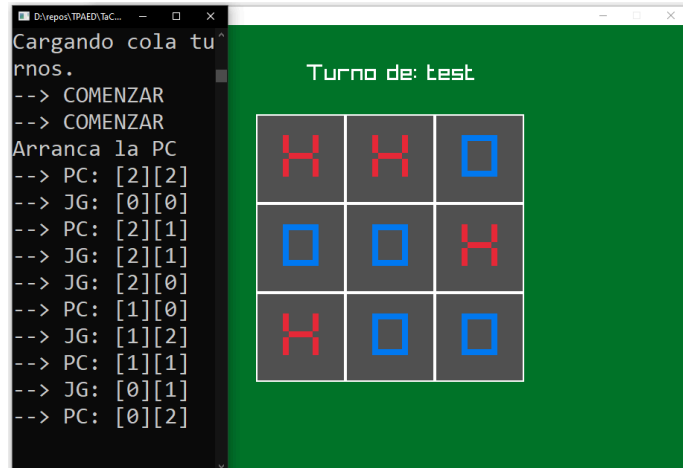 D:\repos\TPAED\TaC...
Cargando cola tu
rnos.
--> COMENZAR
--> COMENZAR
Arranca la PC
--> PC: [2][2]
--> JG: [0][0]
--> PC: [2][1]
--> JG: [2][1]
--> JG: [2][0]
--> PC: [1][0]
--> JG: [1][2]
--> PC: [1][1]
--> JG: [0][1]
--> PC: [0][2]
Turno de: test
X X O
O O X
X O O